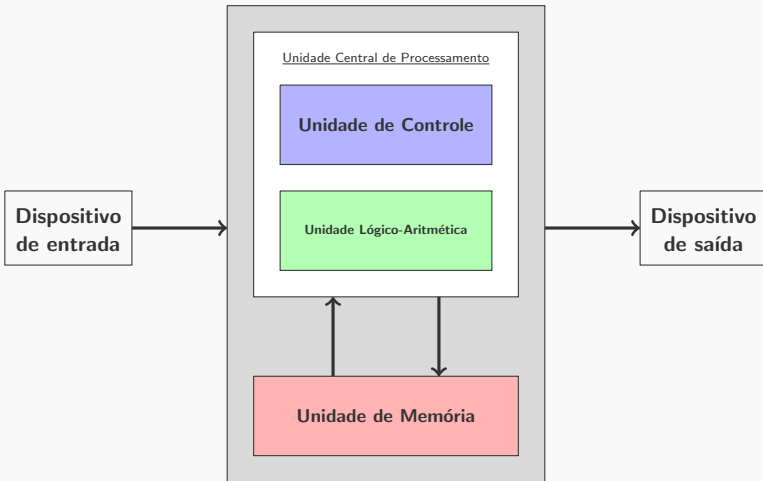 Unidade Central de Processamento
Unidade de Controle
Dispositivo
de entrada
Unidade Lógico-Aritmética
Dispositivo
de saída
Unidade de Memória